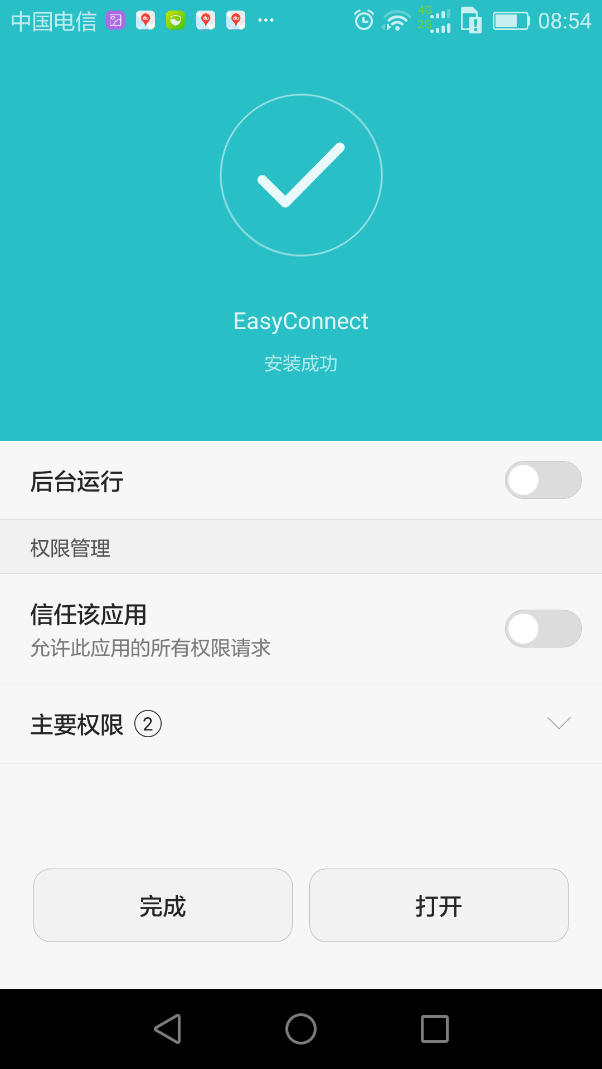 中国电信 08:54
4G
2G
EasyConnect
安装成功
后台运行
权限管理
信任该应用
允许此应用的所有权限请求
主要权限 2
完成 打开